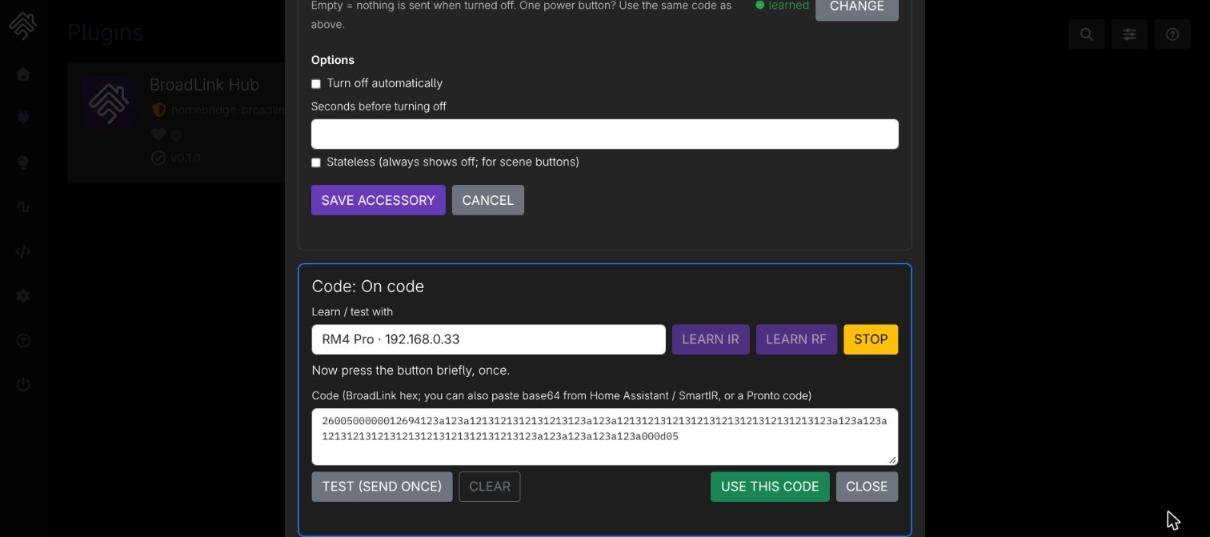 Plugins
BroadLink Hub
homebridge-broadlin
v0.1.0
Empty = nothing is sent when turned off. One power button? Use the same code as
above.
learned
CHANGE
Options
Turn off automatically
Seconds before turning off
Stateless (always shows off; for scene buttons)
SAVE ACCESSORY CANCEL
Code: On code
Learn / test with
RM4 Pro · 192.168.0.33 LEARN IR LEARN RF STOP
Now press the button briefly, once.
Code (BroadLink hex; you can also paste base64 from Home Assistant / SmartIR, or a Pronto code)
TEST (SEND ONCE) CLEAR USE THIS CODE CLOSE